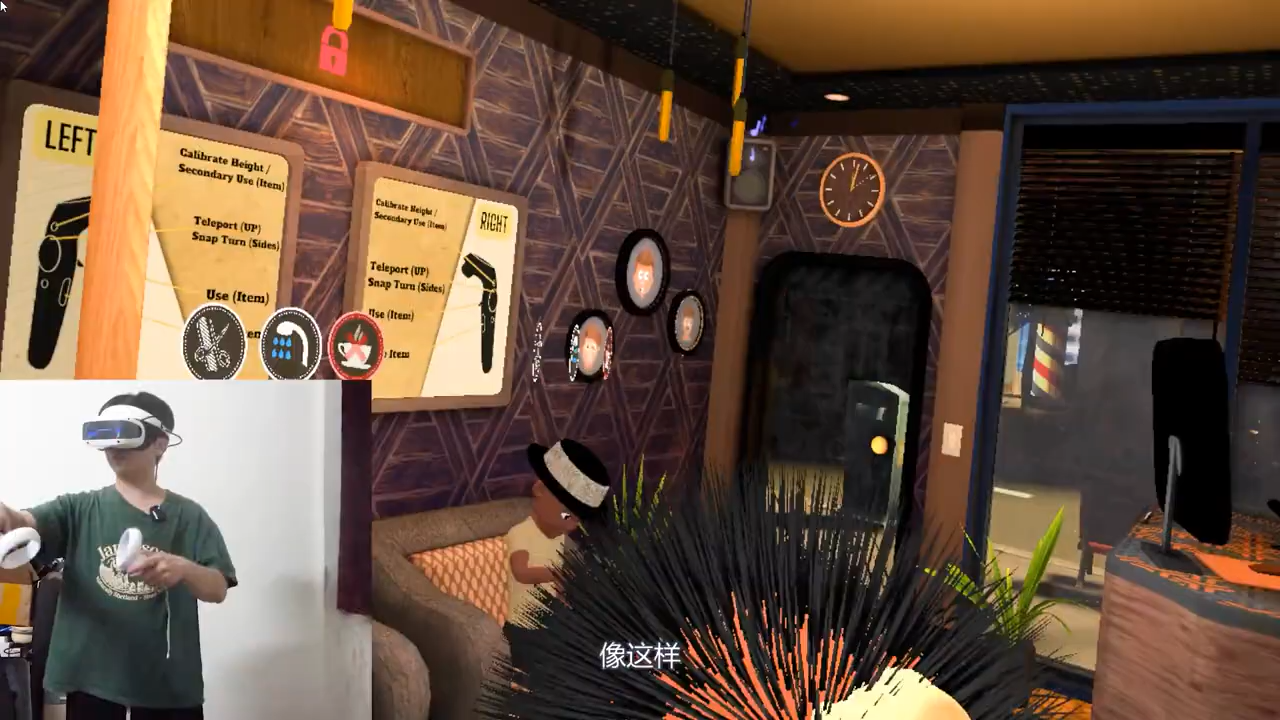 LEFT
Calibrate Height /
Secondary Use (Item)
Teleport (UP)
Snap Turn (Sides)
Use (Item)
RIGHT
Calibrate Height /
Secondary Use (Item)
Teleport (UP)
Snap Turn (Sides)
Use (Item)
Item
像这样